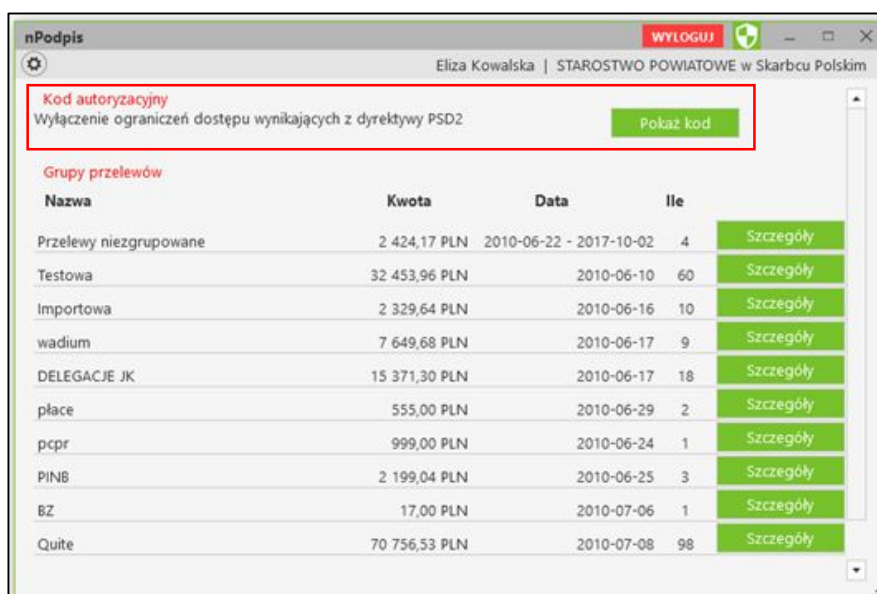 nPodpis WYLOGUJ
Eliza Kowalska | STAROSTWO POWIATOWE w Skarbcu Polskim
Kod autoryzacyjny
Wyłączenie ograniczeń dostępu wynikających z dyrektywy PSD2 Pokaż kod
Grupy przelewów
Nazwa Kwota Data Ile
Przelewy niezgrupowane 2 424,17 PLN 2010-06-22 - 2017-10-02 4 Szczegóły
Testowa 32 453,96 PLN 2010-06-10 60 Szczegóły
Importowa 2 329,64 PLN 2010-06-16 10 Szczegóły
wadium 7 649,68 PLN 2010-06-17 9 Szczegóły
DELEGACJE JK 15 371,30 PLN 2010-06-17 18 Szczegóły
płace 555,00 PLN 2010-06-29 2 Szczegóły
pcpr 999,00 PLN 2010-06-24 1 Szczegóły
PINB 2 199,04 PLN 2010-06-25 3 Szczegóły
BZ 17,00 PLN 2010-07-06 1 Szczegóły
Quite 70 756,53 PLN 2010-07-08 98 Szczegóły